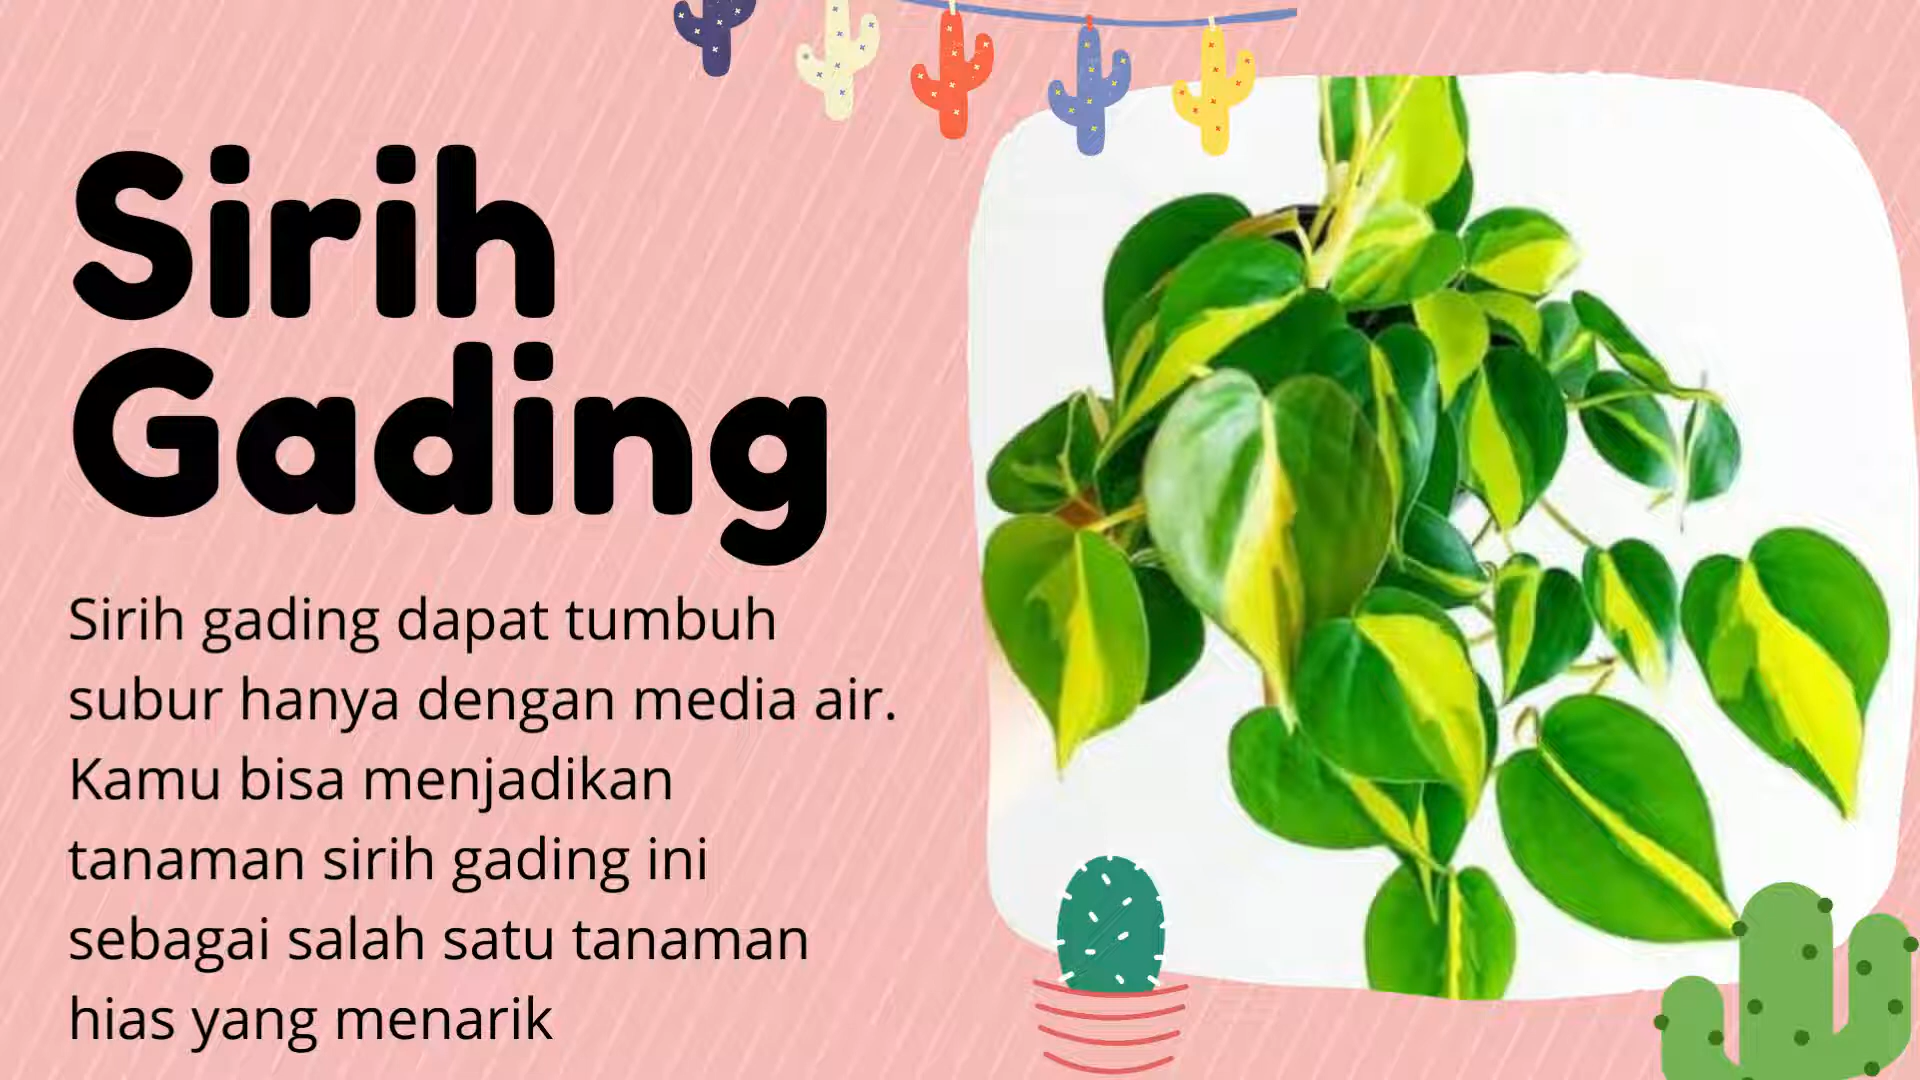 Sirih
Gading
Sirih gading dapat tumbuh
subur hanya dengan media air.
Kamu bisa menjadikan
tanaman sirih gading ini
sebagai salah satu tanaman
hias yang menarik